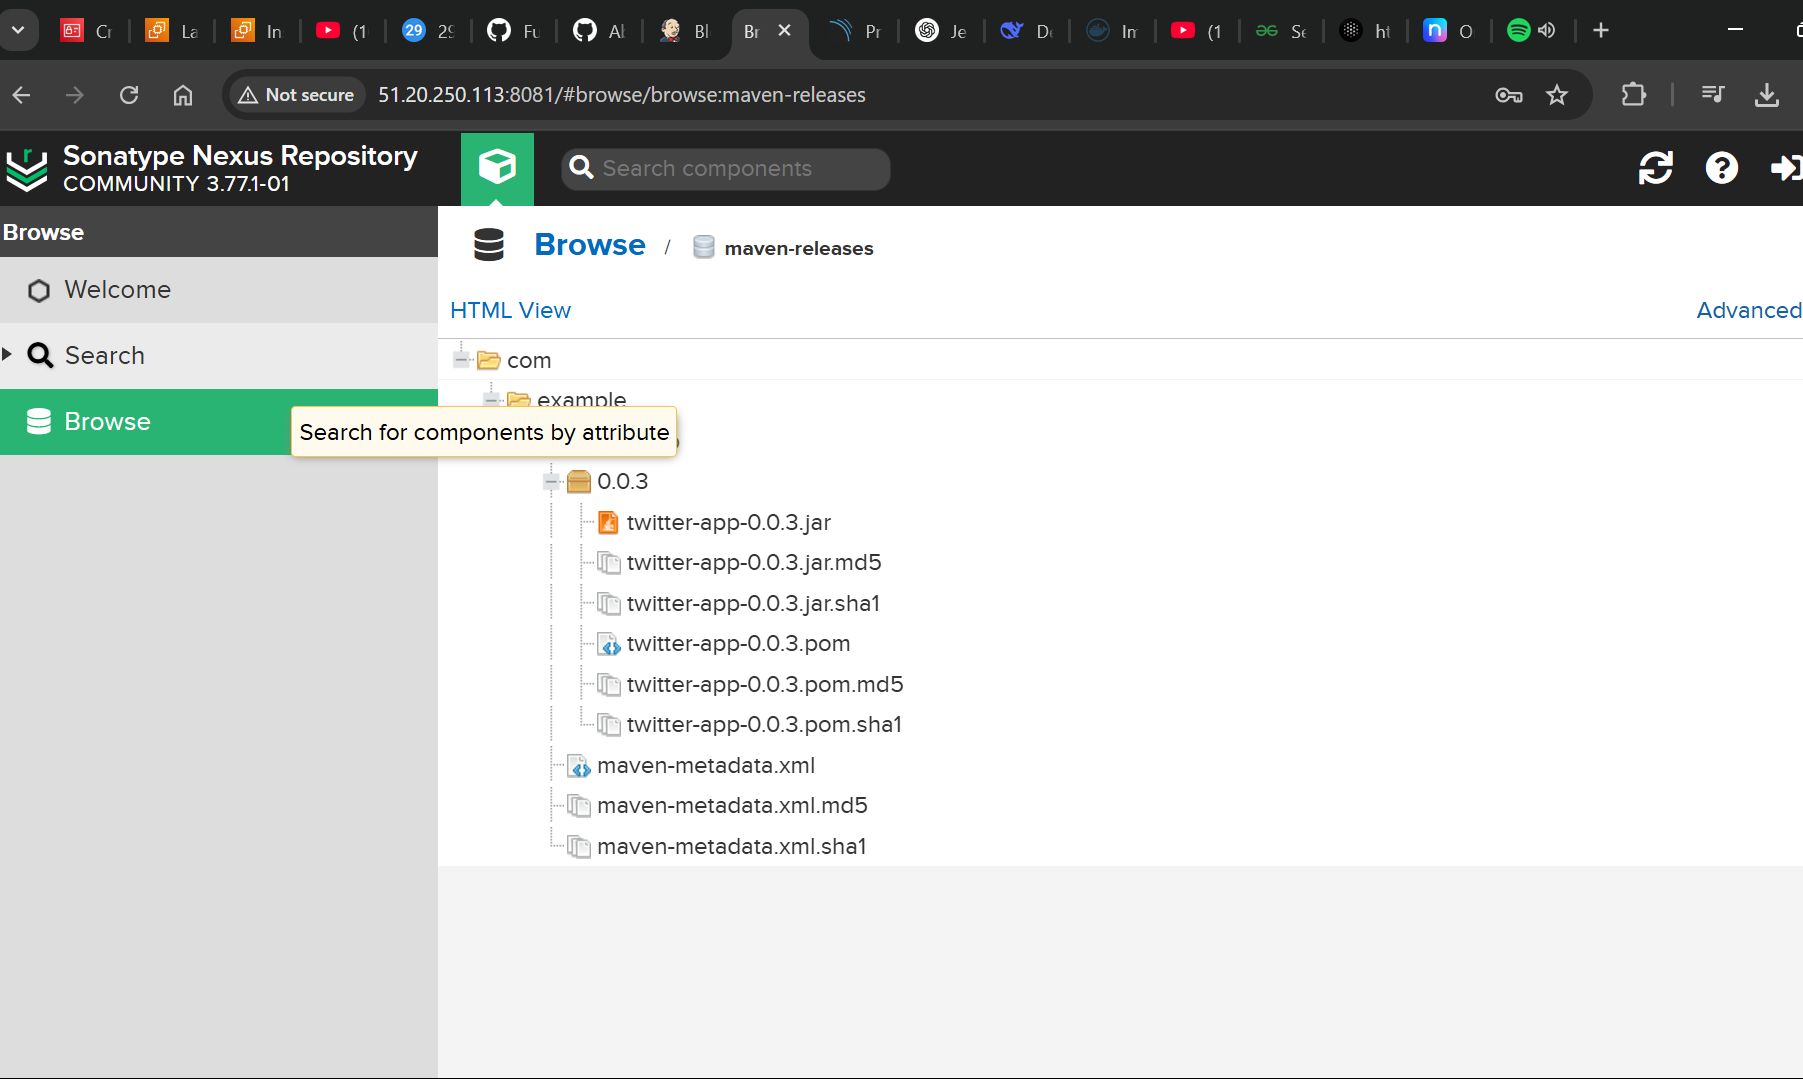 Cr
La
In
(1
29
29
Fu
Al
Bl
Br
Pr
Je
De
Im
(1
Se
ht
n
O
Not secure
51.20.250.113:8081/#browse/browse:maven-releases
Sonatype Nexus Repository
COMMUNITY 3.77.1-01
Search components
Browse
Welcome
Search
Browse
Browse / maven-releases
HTML View
Advanced
com
example
Search for components by attribute
0.0.3
twitter-app-0.0.3.jar
twitter-app-0.0.3.jar.md5
twitter-app-0.0.3.jar.sha1
twitter-app-0.0.3.pom
twitter-app-0.0.3.pom.md5
twitter-app-0.0.3.pom.sha1
maven-metadata.xml
maven-metadata.xml.md5
maven-metadata.xml.sha1